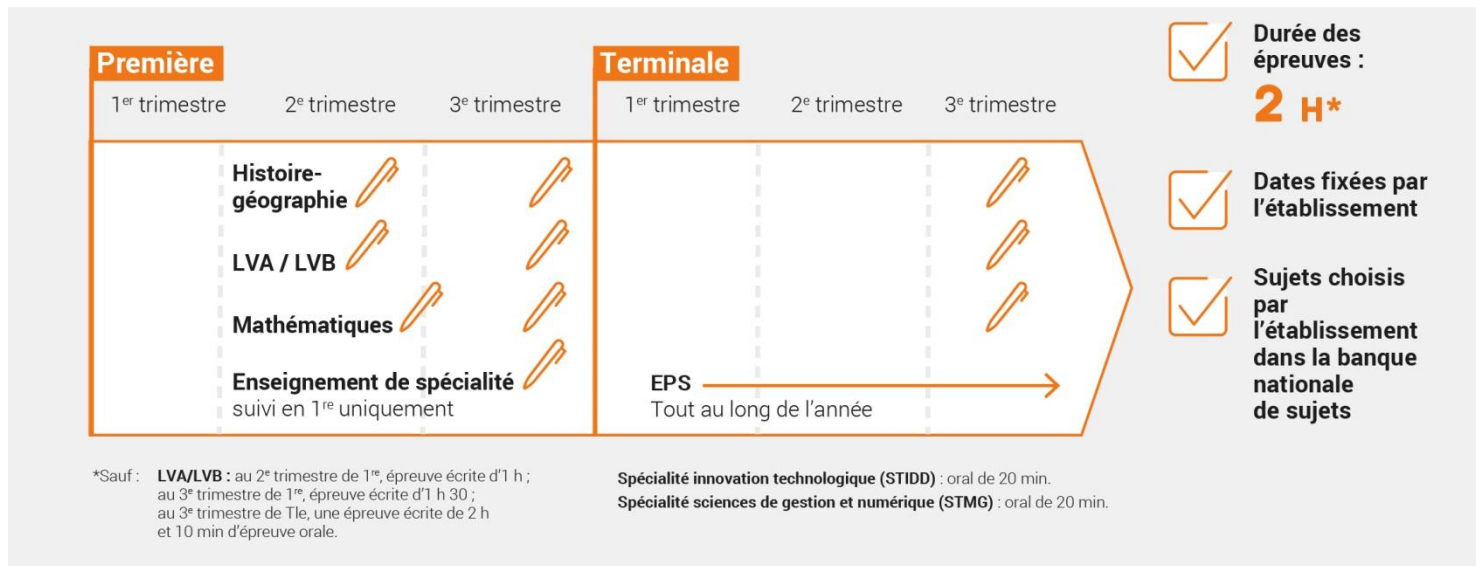 Première
1er trimestre
2e trimestre
3e trimestre
Terminale
1er trimestre
2e trimestre
3e trimestre
Histoire-
géographie
LVA / LVB
Mathématiques
Enseignement de spécialité
suivi en 1re uniquement
EPS
Tout au long de l'année
Durée des
épreuves :
2 H*
Dates fixées par
l'établissement
Sujets choisis
par
l'établissement
dans la banque
nationale
de sujets
*Sauf : LVA/LVB : au 2e trimestre de 1re, épreuve écrite d'1 h ;
au 3e trimestre de 1re, épreuve écrite d'1 h 30 ;
au 3e trimestre de Tle, une épreuve écrite de 2 h
et 10 min d'épreuve orale.
Spécialité innovation technologique (STIDD) : oral de 20 min.
Spécialité sciences de gestion et numérique (STMG) : oral de 20 min.